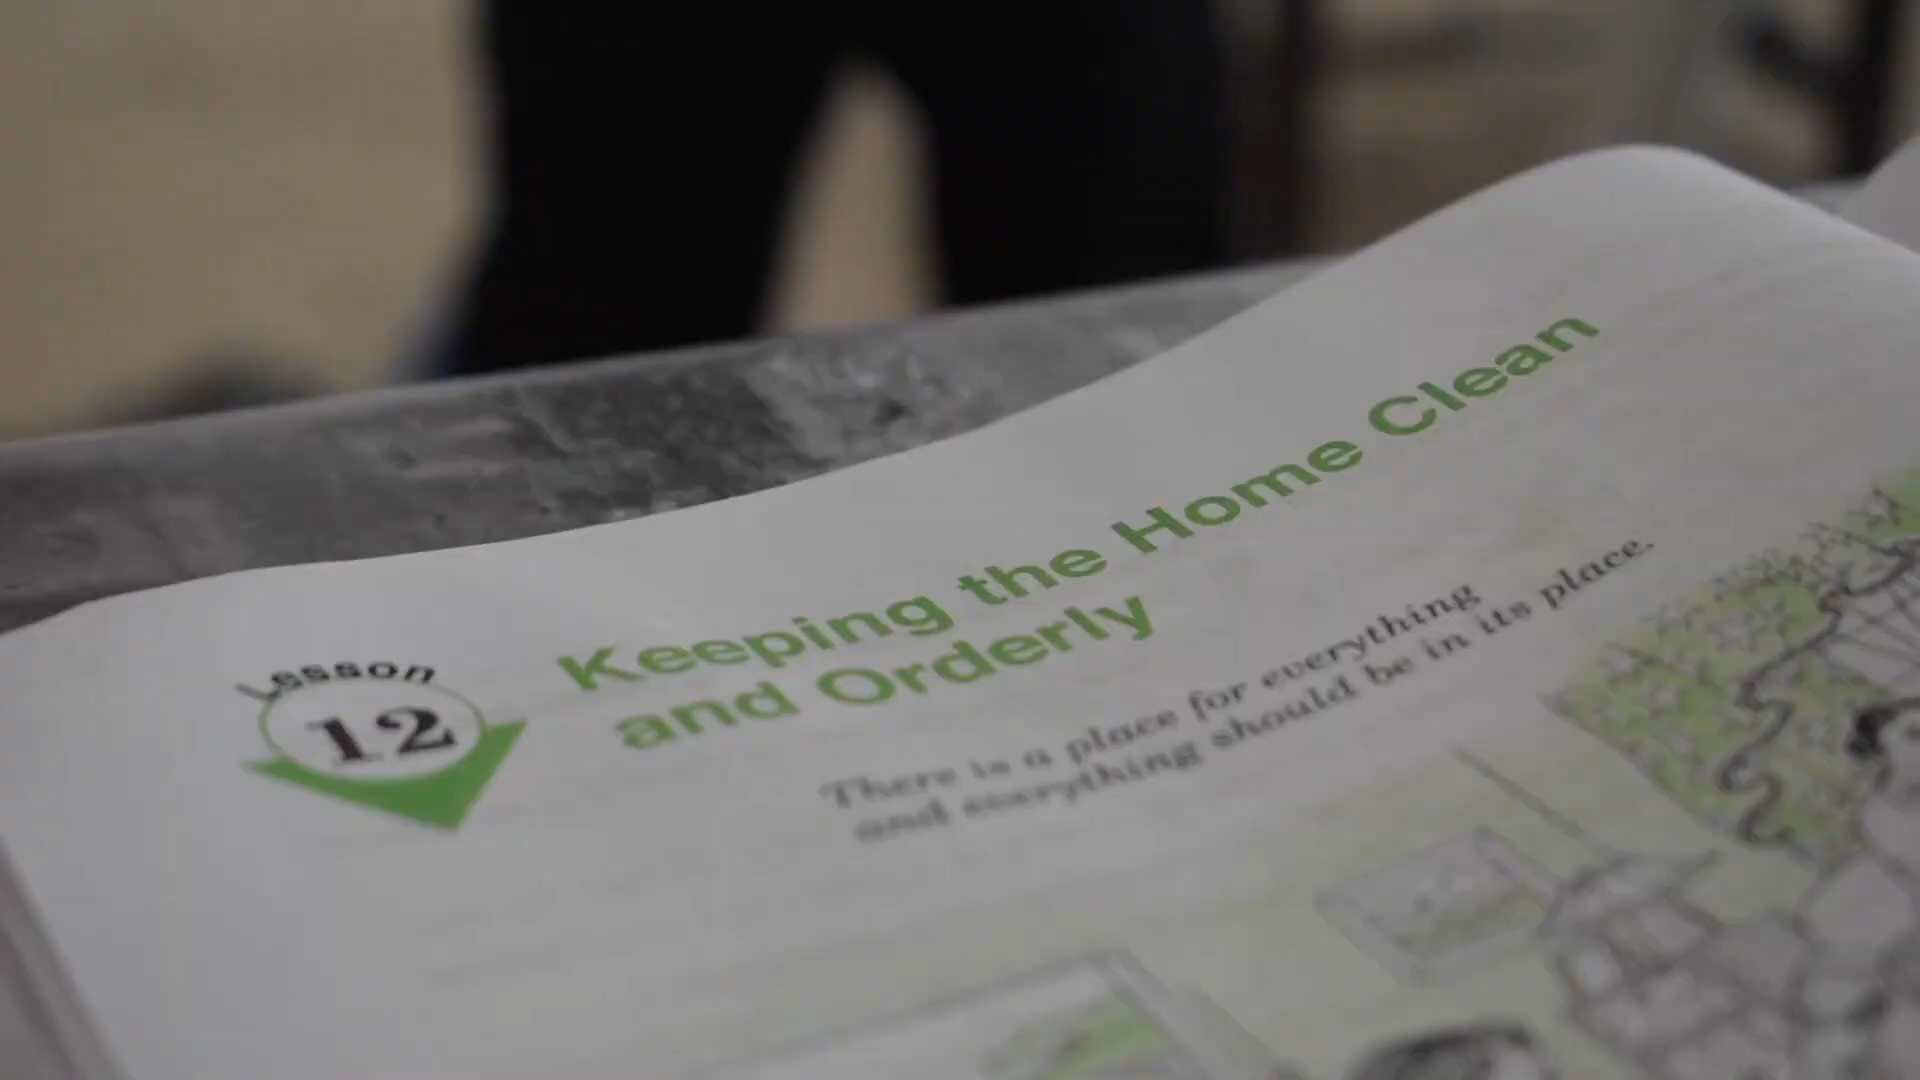 Lesson
12
Keeping the Home Clean
and Orderly
There is a place for everything
and everything should be in its place.